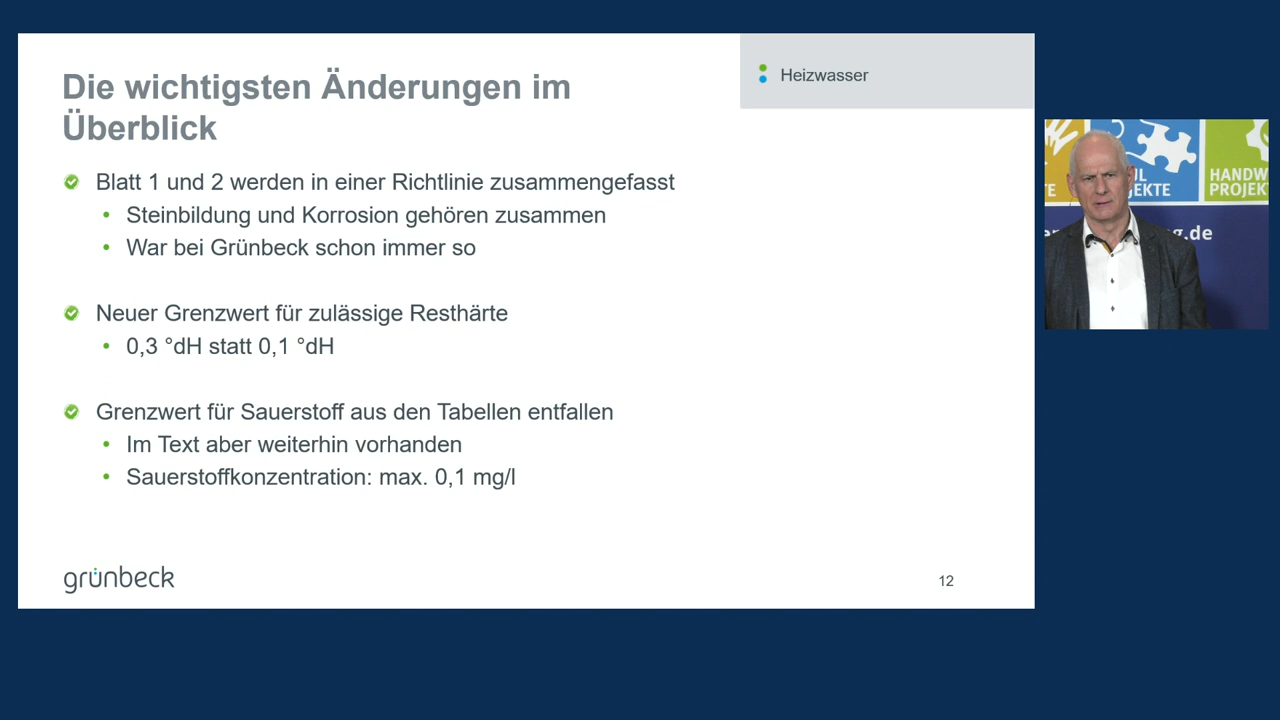 Die wichtigsten Änderungen im
Überblick
Heizwasser
Blatt 1 und 2 werden in einer Richtlinie zusammengefasst
Steinbildung und Korrosion gehören zusammen
War bei Grünbeck schon immer so
Neuer Grenzwert für zulässige Resthärte
0,3 °dH statt 0,1 °dH
Grenzwert für Sauerstoff aus den Tabellen entfallen
Im Text aber weiterhin vorhanden
Sauerstoffkonzentration: max. 0,1 mg/l
grünbeck
12
HANDW
PROJEKT
g.de